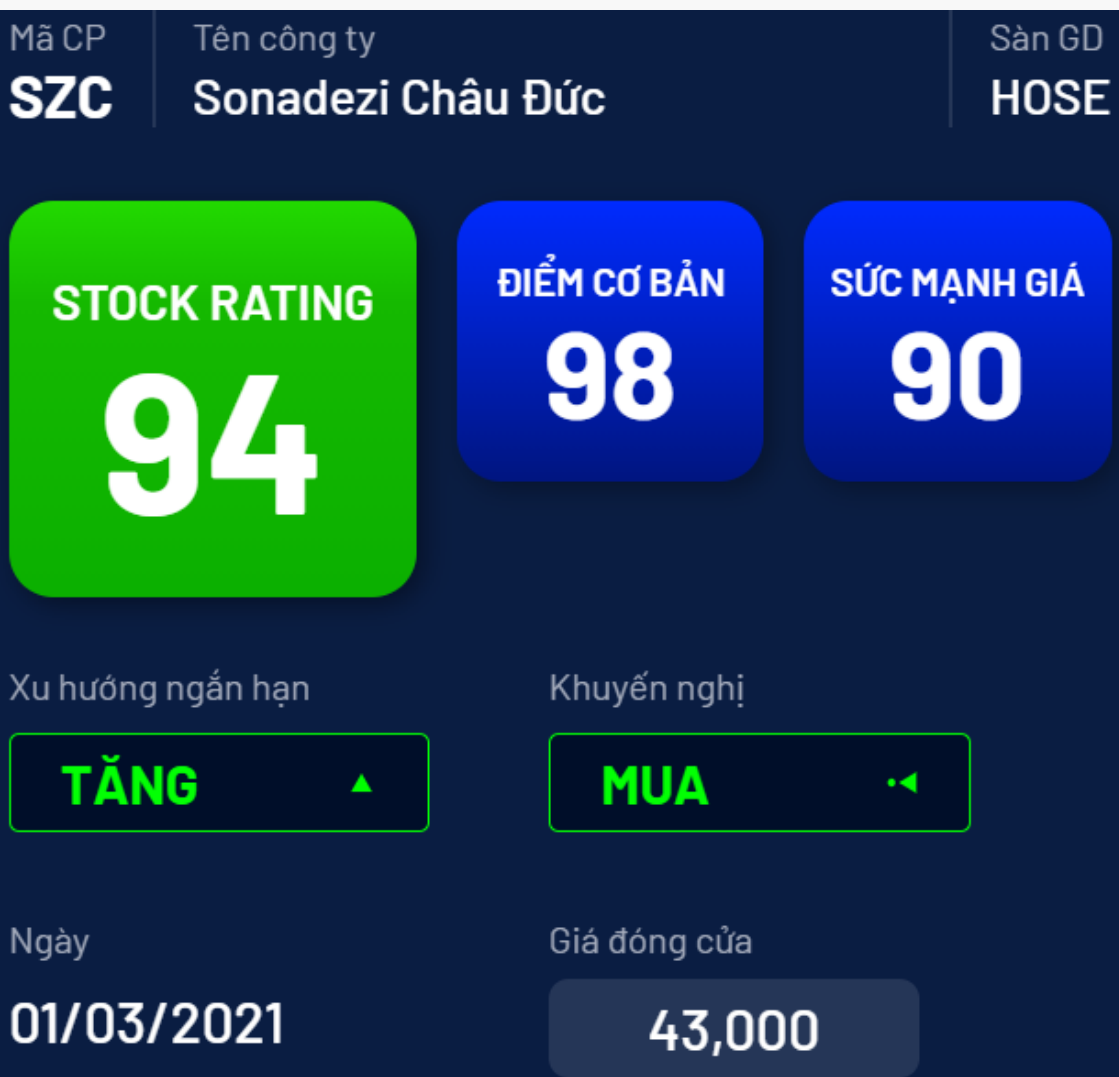 Mã CP
Tên công ty
Sàn GD
SZC
Sonadezi Châu Đức
HOSE
STOCK RATING
94
ĐIỂM CƠ BẢN
98
SỨC MẠNH GIÁ
90
Xu hướng ngắn hạn
Khuyến nghị
TĂNG
MUA
Ngày
Giá đóng cửa
01/03/2021
43,000